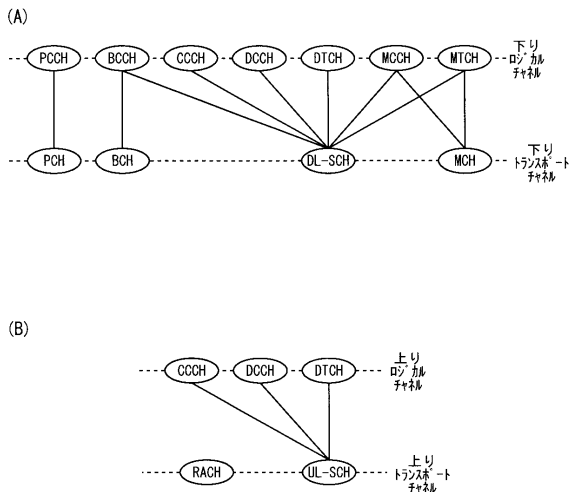 (A)
PCCH BCCH CCCH DCCH DTCH MCCH MTCH
下り
ロジカル
チャネル
PCH BCH DL-SCH MCH
下り
トランスポート
チャネル
(B)
CCCH DCCH DTCH
上り
ロジカル
チャネル
RACH UL-SCH
上り
トランスポート
チャネル